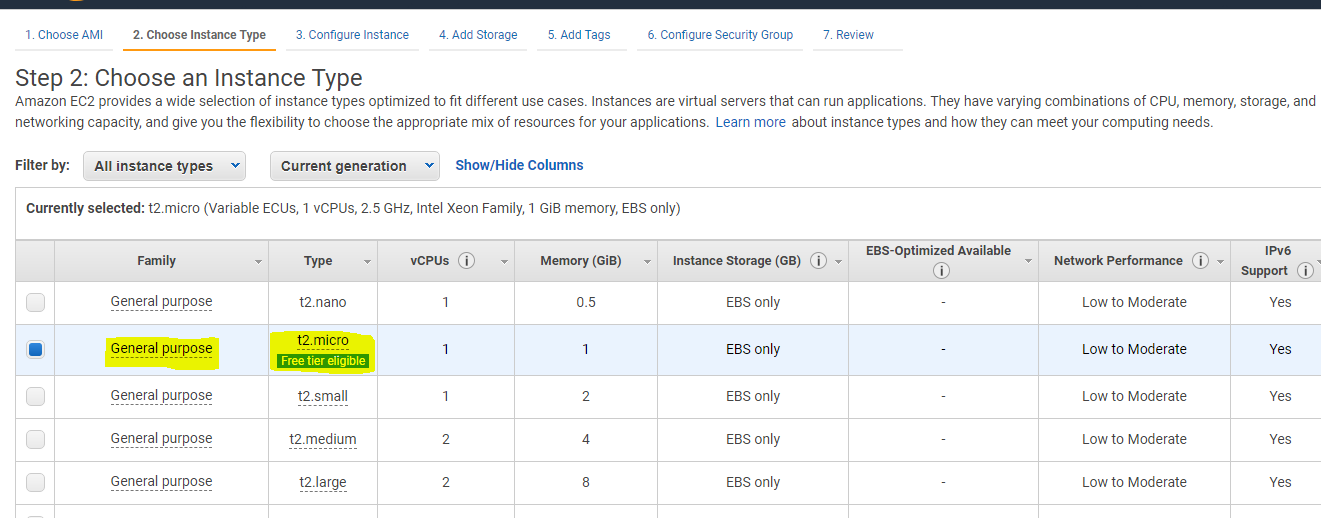 1. Choose AMI 2. Choose Instance Type 3. Configure Instance 4. Add Storage 5. Add Tags 6. Configure Security Group 7. Review
Step 2: Choose an Instance Type
Amazon EC2 provides a wide selection of instance types optimized to fit different use cases. Instances are virtual servers that can run applications. They have varying combinations of CPU, memory, storage, and
networking capacity, and give you the flexibility to choose the appropriate mix of resources for your applications. Learn more about instance types and how they can meet your computing needs.
Filter by: All instance types Current generation Show/Hide Columns
Currently selected: t2.micro (Variable ECUs, 1 vCPUs, 2.5 GHz, Intel Xeon Family, 1 GiB memory, EBS only)
Family Type vCPUs Memory (GiB) Instance Storage (GB) EBS-Optimized Available Network Performance IPv6
Support
General purpose t2.nano 1 0.5 EBS only - Low to Moderate Yes
General purpose t2.micro 1 1 EBS only - Low to Moderate Yes
Free tier eligible
General purpose t2.small 1 2 EBS only - Low to Moderate Yes
General purpose t2.medium 2 4 EBS only - Low to Moderate Yes
General purpose t2.large 2 8 EBS only - Low to Moderate Yes